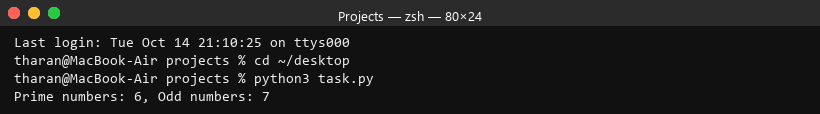 Projects — zsh — 80×24
Last login: Tue Oct 14 21:10:25 on ttys000
tharan@MacBook-Air projects % cd ~/desktop
tharan@MacBook-Air projects % python3 task.py
Prime numbers: 6, Odd numbers: 7